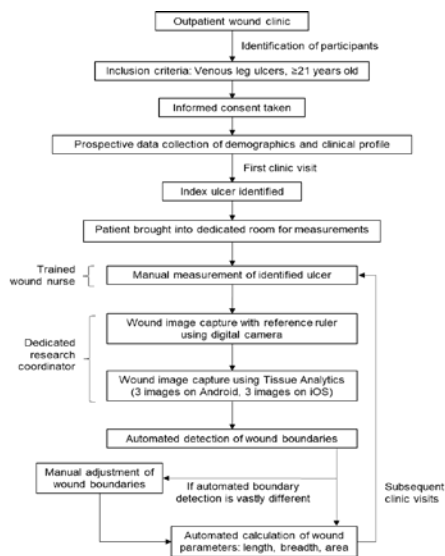 Outpatient wound clinic
Identification of participants
Inclusion criteria: Venous leg ulcers, ≥21 years old
Informed consent taken
Prospective data collection of demographics and clinical profile
First clinic visit
Index ulcer identified
Patient brought into dedicated room for measurements
Trained
wound nurse
Manual measurement of identified ulcer
Dedicated
research
coordinator
Wound image capture with reference ruler
using digital camera
Wound image capture using Tissue Analytics
(3 images on Android, 3 images on iOS)
Automated detection of wound boundaries
Manual adjustment of
wound boundaries
If automated boundary
detection is vastly different
Subsequent
clinic visits
Automated calculation of wound
parameters: length, breadth, area